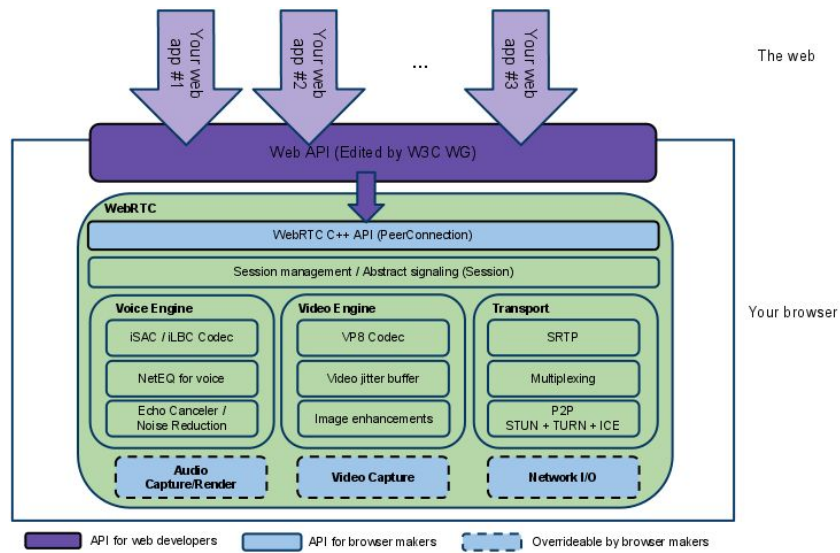 Your web
app #1
Your web
app #2
...
Your web
app #3
The web
Web API (Edited by W3C WG)
WebRTC
WebRTC C++ API (PeerConnection)
Session management / Abstract signaling (Session)
Your browser
Voice Engine
iSAC / iLBC Codec
NetEQ for voice
Echo Canceler /
Noise Reduction
Video Engine
VP8 Codec
Video jitter buffer
Image enhancements
Transport
SRTP
Multiplexing
P2P
STUN + TURN + ICE
Audio
Capture/Render
Video Capture
Network I/O
API for web developers
API for browser makers
Overrideable by browser makers